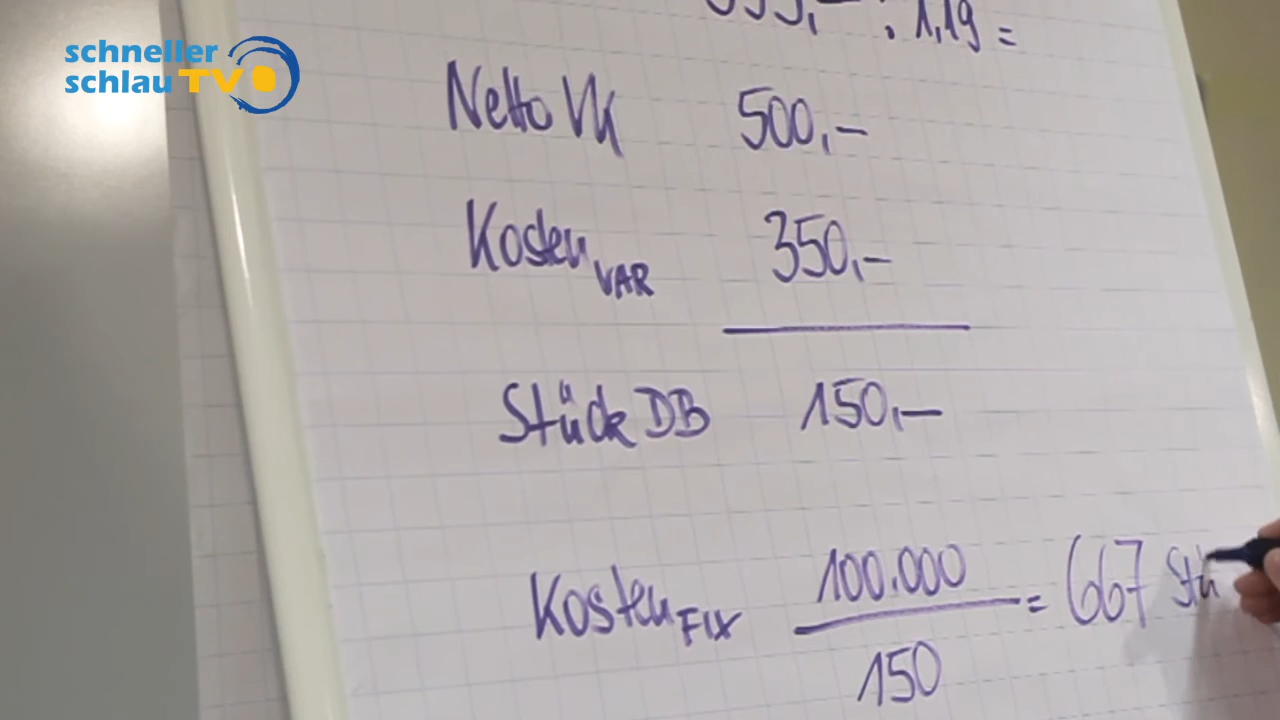 schneller
schlau TV
: 1,19 =
Netto VK 500,-
Kosten VAR 350,-
Stück DB 150,-
Kosten FIX 100.000 = 667 Stü
150